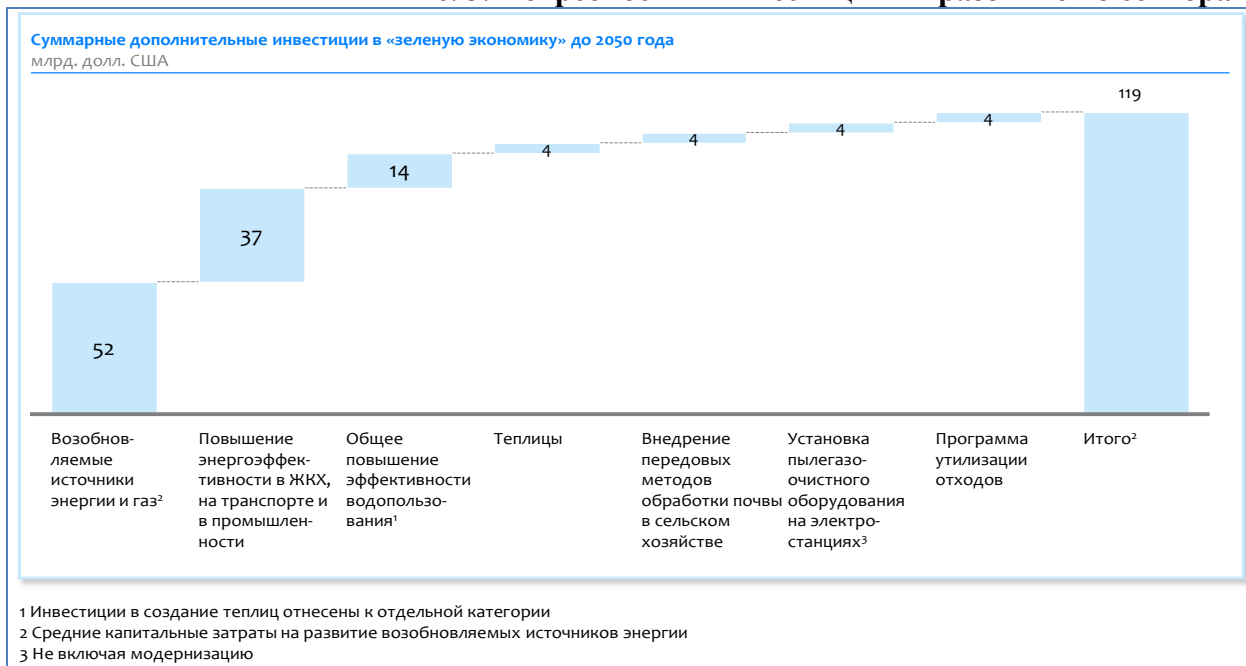 Суммарные дополнительные инвестиции в «зеленую экономику» до 2050 года
млрд. долл. США
52
37
14
4
4
4
4
119
Возобнов-
ляемые
источники
энергии и газ²
Повышение
энергоэффек-
тивности в ЖКХ,
на транспорте и
в промышлен-
ности
Общее
повышение
эффективности
водопользо-
вания¹
Теплицы
Внедрение
передовых
методов
обработки почвы
в сельском
хозяйстве
Установка
пылегазо-
очистного
оборудования
на электро-
станциях³
Программа
утилизации
отходов
Итого²
1 Инвестиции в создание теплиц отнесены к отдельной категории
2 Средние капитальные затраты на развитие возобновляемых источников энергии
3 Не включая модернизацию